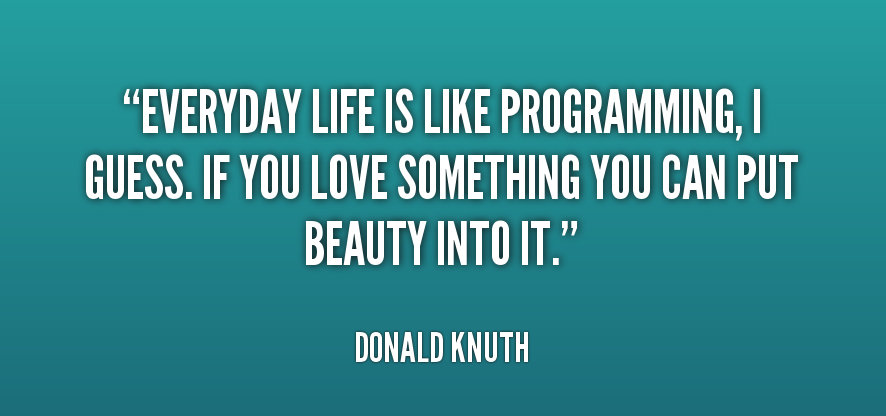 “EVERYDAY LIFE IS LIKE PROGRAMMING, I
GUESS. IF YOU LOVE SOMETHING YOU CAN PUT
BEAUTY INTO IT.”
DONALD KNUTH